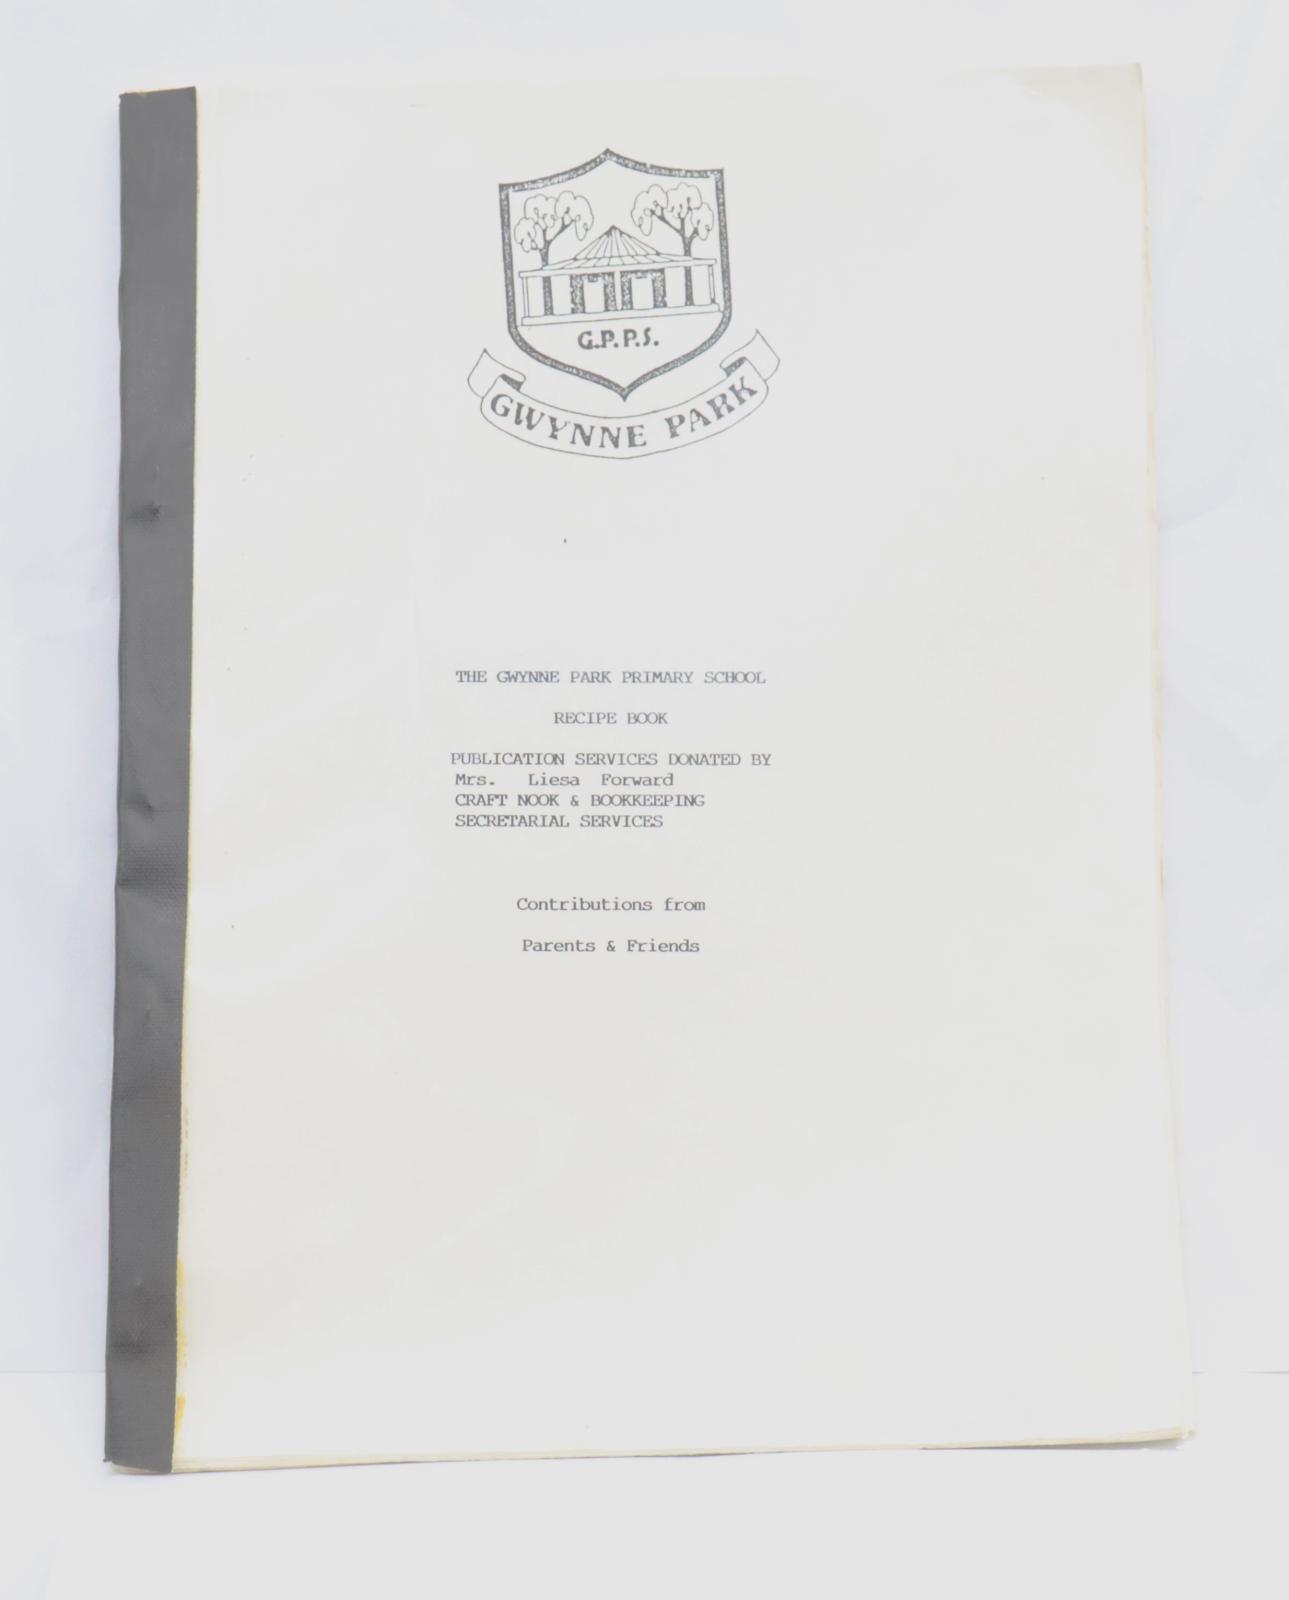 G.P.P.S.
GWYNNE PARK
THE GWYNNE PARK PRIMARY SCHOOL
RECIPE BOOK
PUBLICATION SERVICES DONATED BY
Mrs. Liesa Forward
CRAFT NOOK & BOOKKEEPING
SECRETARIAL SERVICES
Contributions from
Parents & Friends